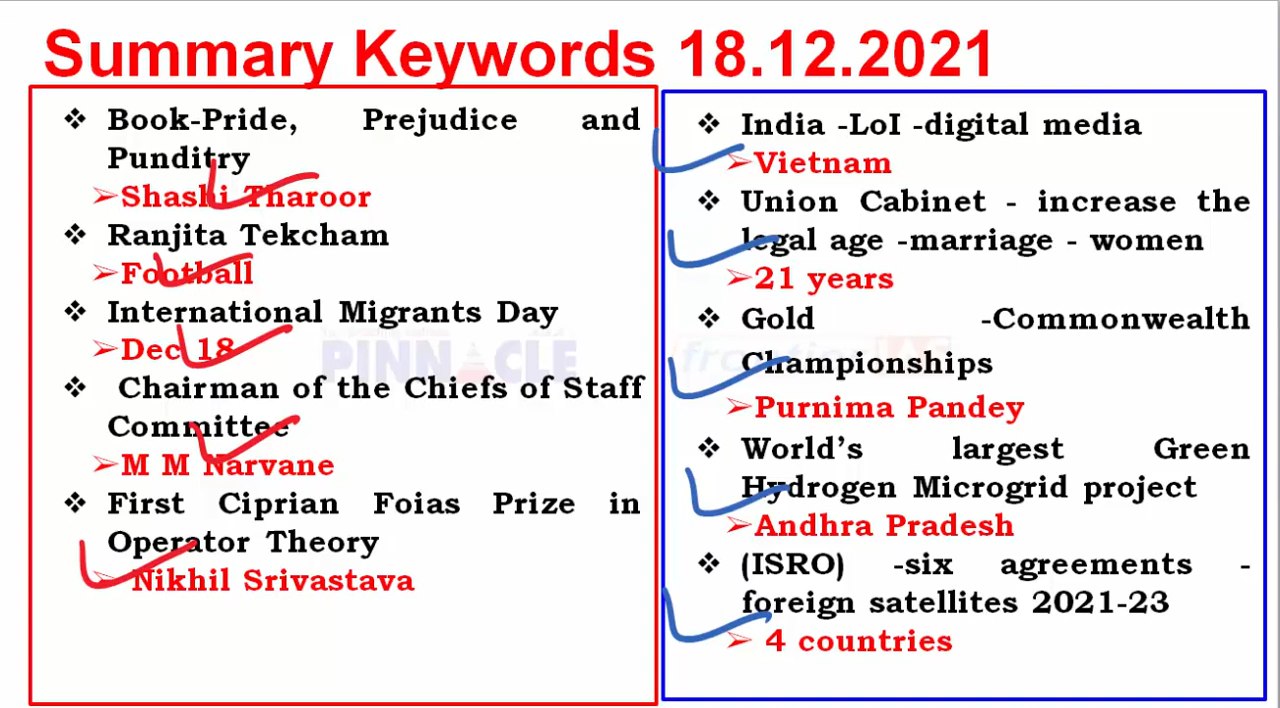 Summary Keywords 18.12.2021
❖ Book-Pride, Prejudice and
Punditry
➢Shashi Tharoor
❖ Ranjita Tekcham
➢Football
❖ International Migrants Day
➢Dec 18
❖ Chairman of the Chiefs of Staff
Committee
➢M M Narvane
❖ First Ciprian Foias Prize in
Operator Theory
➢ Nikhil Srivastava
PINNACLE
❖ India -LoI -digital media
➢Vietnam
❖ Union Cabinet - increase the
legal age -marriage - women
➢21 years
❖ Gold -Commonwealth
Championships
➢Purnima Pandey
❖ World’s largest Green
Hydrogen Microgrid project
➢Andhra Pradesh
❖ (ISRO) -six agreements -
foreign satellites 2021-23
➢ 4 countries